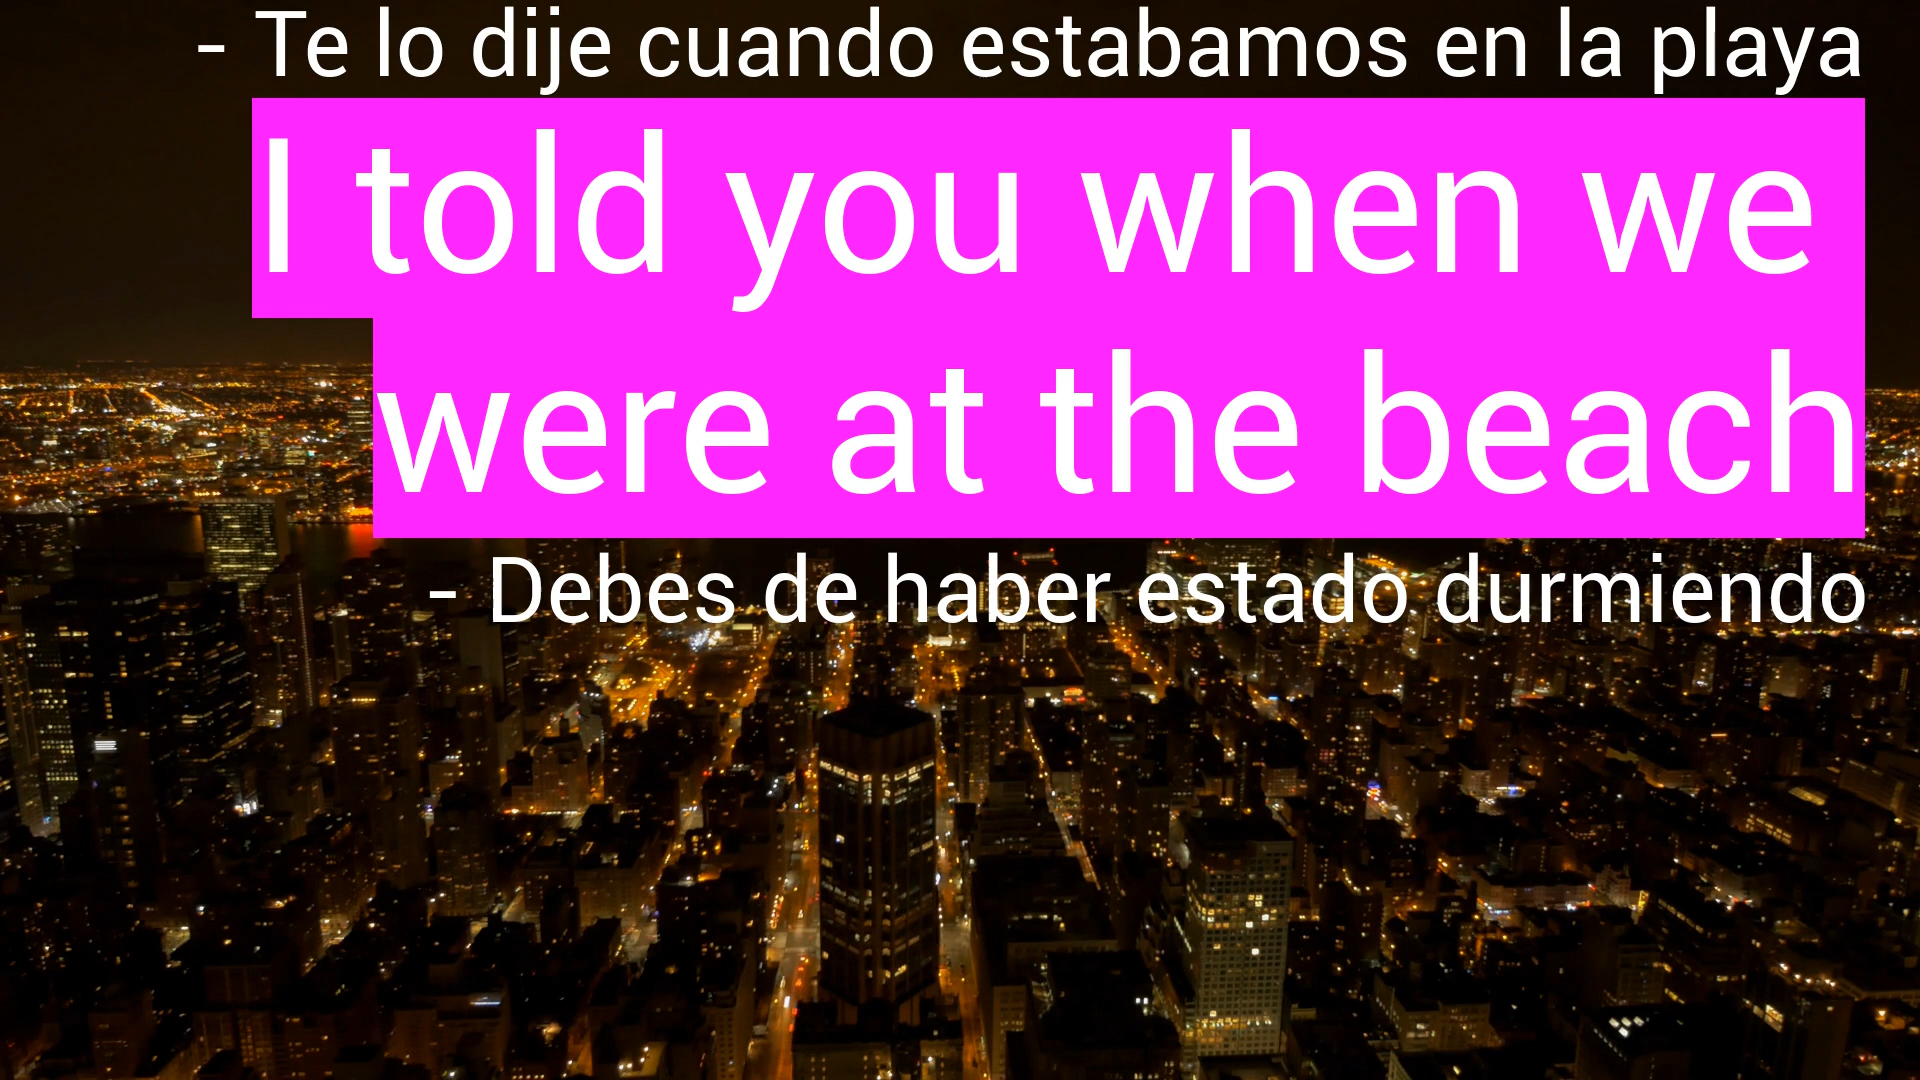 - Te lo dije cuando estabamos en la playa
I told you when we
were at the beach
- Debes de haber estado durmiendo